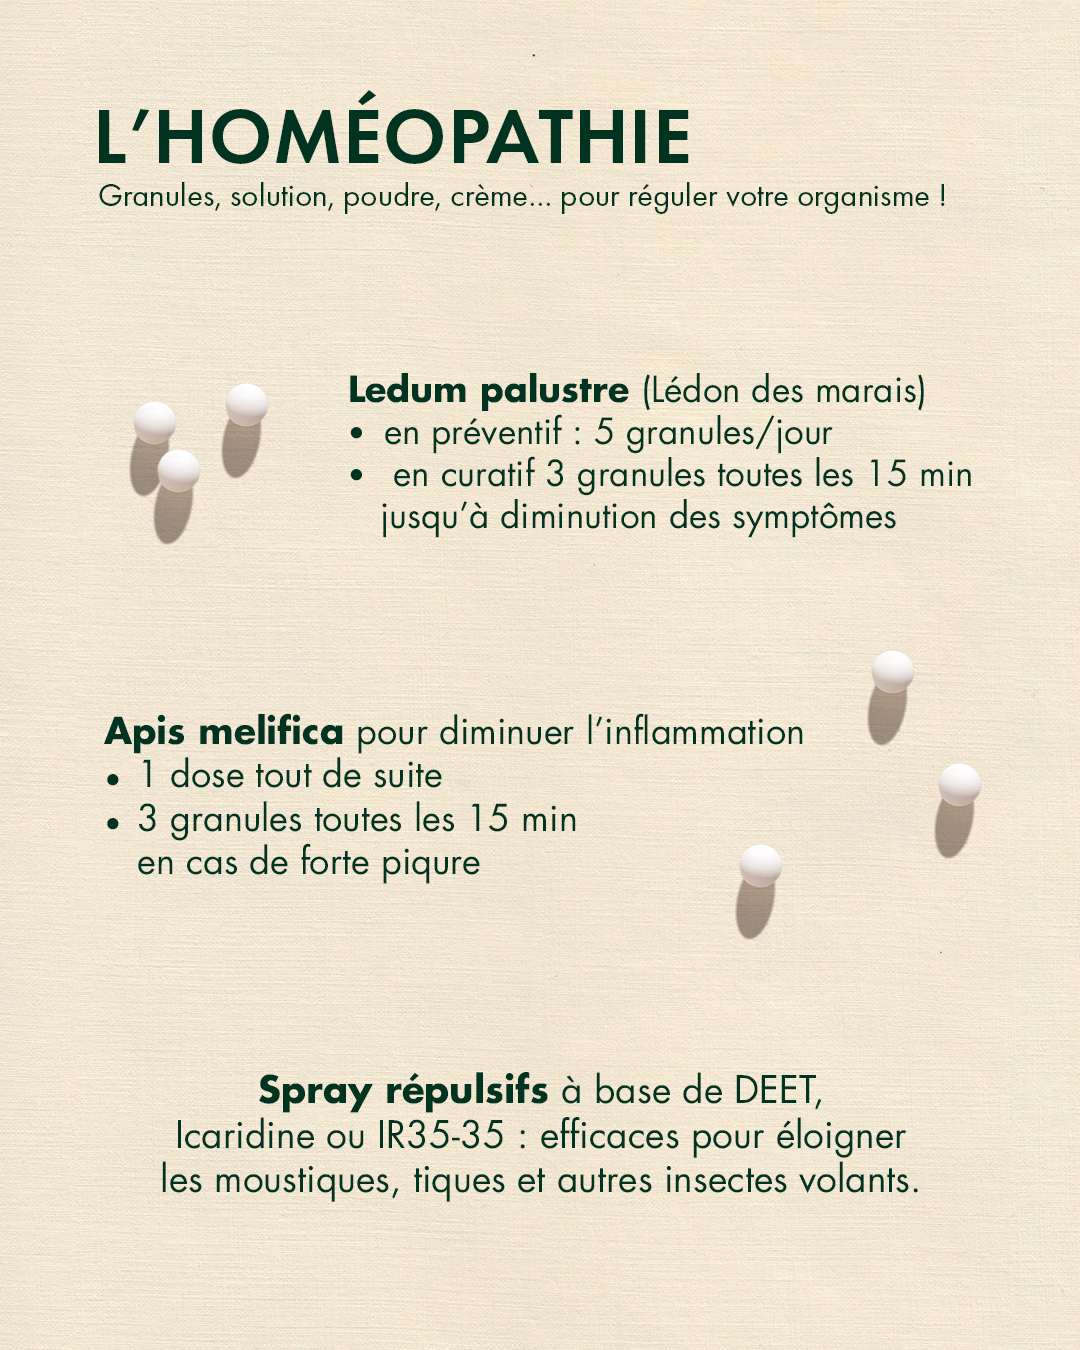 L’HOMÉOPATHIE
Granules, solution, poudre, crème... pour réguler votre organisme !
Ledum palustre (Lédon des marais)
• en préventif : 5 granules/jour
• en curatif 3 granules toutes les 15 min
jusqu’à diminution des symptômes
Apis melifica pour diminuer l’inflammation
• 1 dose tout de suite
• 3 granules toutes les 15 min
en cas de forte piqure
Spray répulsifs à base de DEET,
Icaridine ou IR35-35 : efficaces pour éloigner
les moustiques, tiques et autres insectes volants.